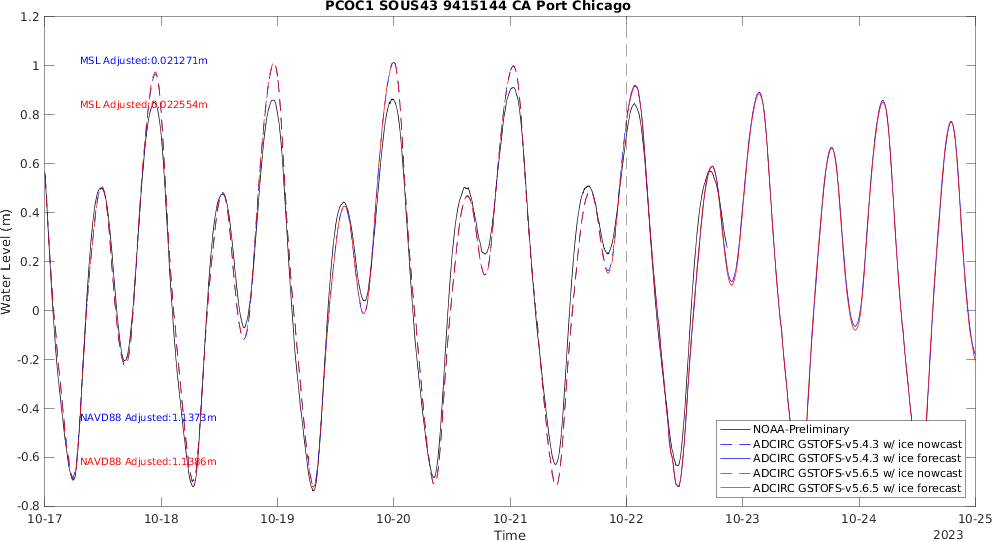 PCOC1 SOUS43 9415144 CA Port Chicago
1.2
1
0.8
0.6
0.4
0.2
0
-0.2
-0.4
-0.6
-0.8
Water Level (m)
MSL Adjusted:0.021271m
MSL Adjusted:0.022554m
NAVD88 Adjusted:1.1373m
NAVD88 Adjusted:1.1386m
NOAA-Preliminary
ADCIRC GSTOFS-v5.4.3 w/ ice nowcast
ADCIRC GSTOFS-v5.4.3 w/ ice forecast
ADCIRC GSTOFS-v5.6.5 w/ ice nowcast
ADCIRC GSTOFS-v5.6.5 w/ ice forecast
10-17 10-18 10-19 10-20 10-21 10-22 10-23 10-24 10-25
Time
2023